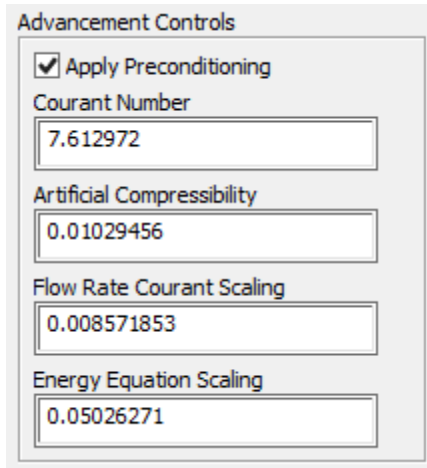 Advancement Controls
Apply Preconditioning
Courant Number
7.612972
Artificial Compressibility
0.01029456
Flow Rate Courant Scaling
0.008571853
Energy Equation Scaling
0.05026271